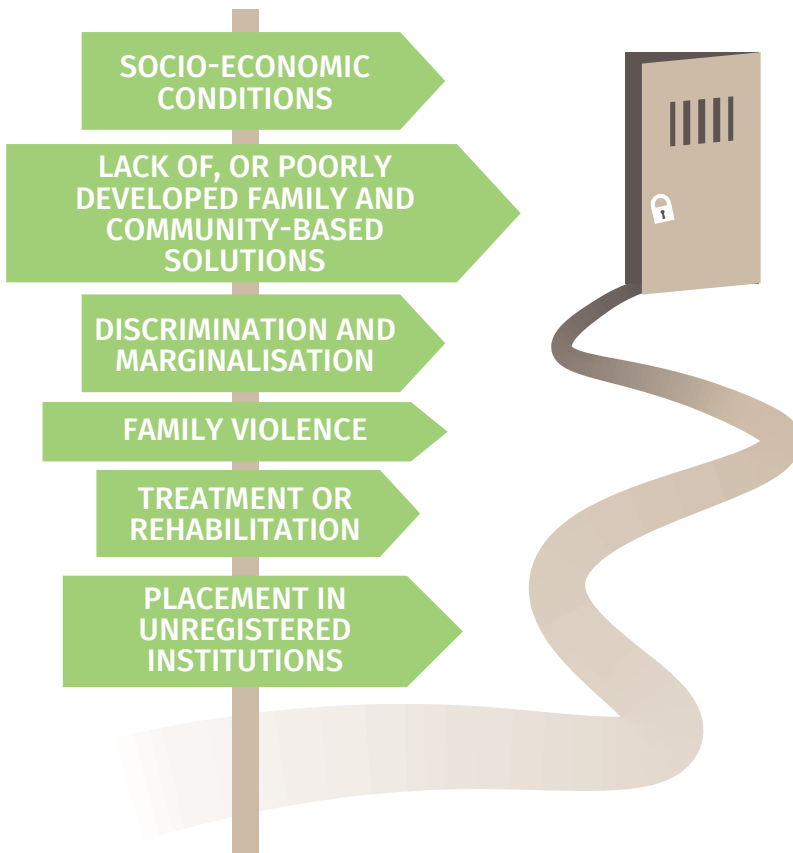 SOCIO-ECONOMIC
CONDITIONS
LACK OF, OR POORLY
DEVELOPED FAMILY AND
COMMUNITY-BASED
SOLUTIONS
DISCRIMINATION AND
MARGINALISATION
FAMILY VIOLENCE
TREATMENT OR
REHABILITATION
PLACEMENT IN
UNREGISTERED
INSTITUTIONS